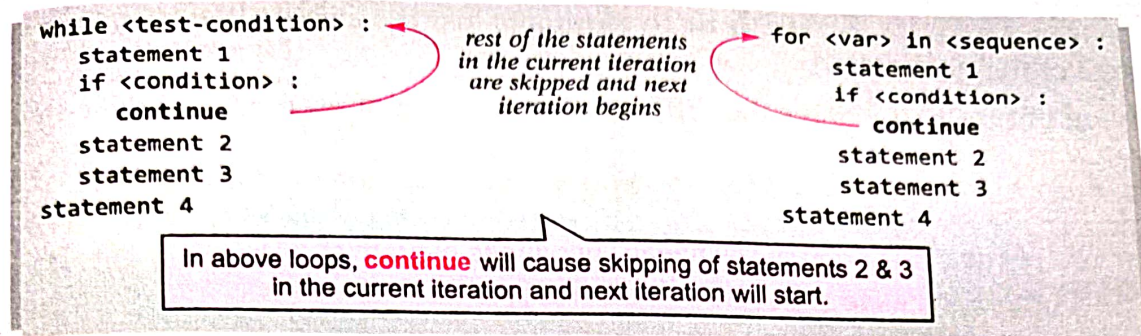 while <test-condition> :
statement 1
if <condition> :
continue
statement 2
statement 3
statement 4
rest of the statements
in the current iteration
are skipped and next
iteration begins
for <var> in <sequence> :
statement 1
if <condition> :
continue
statement 2
statement 3
statement 4
In above loops, continue will cause skipping of statements 2 & 3
in the current iteration and next iteration will start.